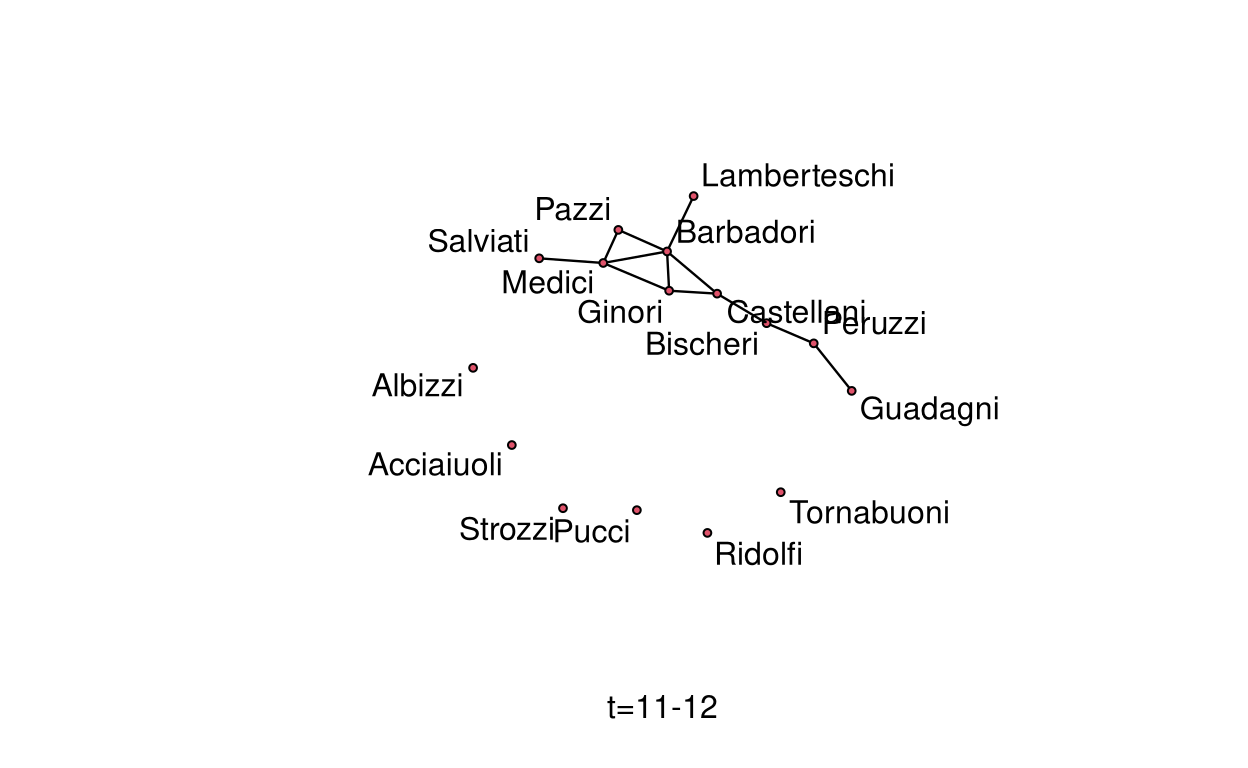 Lamberteschi
Pazzi
Barbadori
Salviati
Medici
Ginori
Castellani
Peruzzi
Bischeri
Albizzi
Guadagni
Acciaiuoli
Tornabuoni
Strozzi
Pucci
Ridolfi
t=11-12